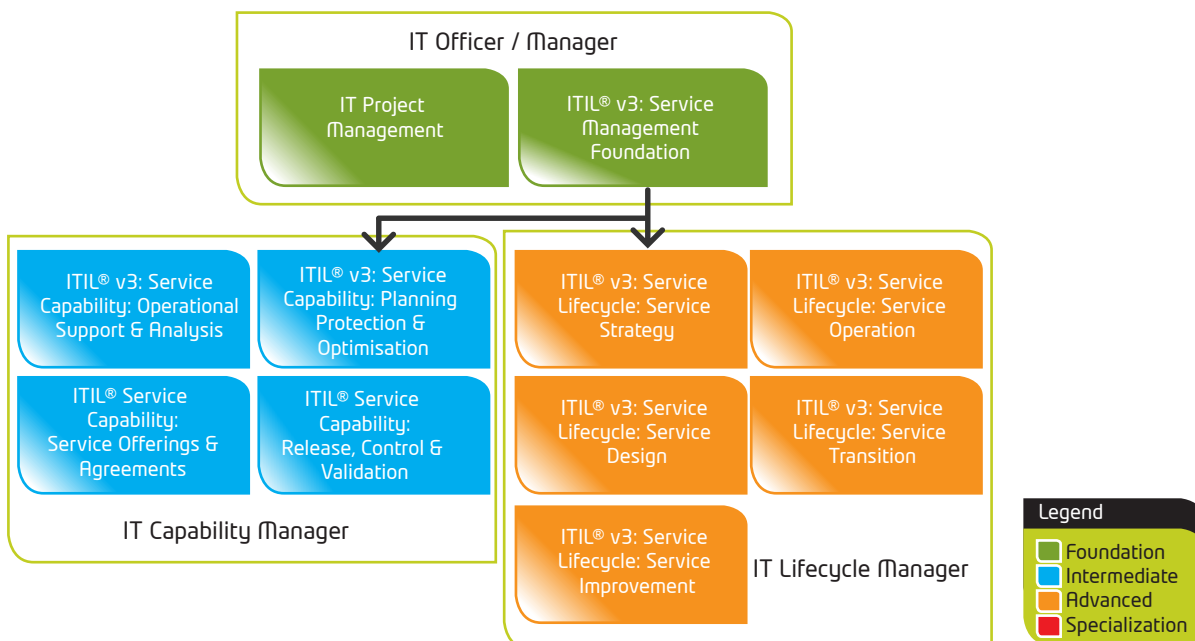 IT Officer / Manager
IT Project
Management
ITIL® v3: Service
Management
Foundation
ITIL® v3: Service
Capability: Operational
Support & Analysis
ITIL® v3: Service
Capability: Planning
Protection &
Optimisation
ITIL® Service
Capability:
Service Offerings &
Agreements
ITIL® Service
Capability:
Release, Control &
Validation
IT Capability Manager
ITIL® v3: Service
Lifecycle: Service
Strategy
ITIL® v3: Service
Lifecycle: Service
Operation
ITIL® v3: Service
Lifecycle: Service
Design
ITIL® v3: Service
Lifecycle: Service
Transition
ITIL® v3: Service
Lifecycle: Service
Improvement
IT Lifecycle Manager
Legend
Foundation
Intermediate
Advanced
Specialization